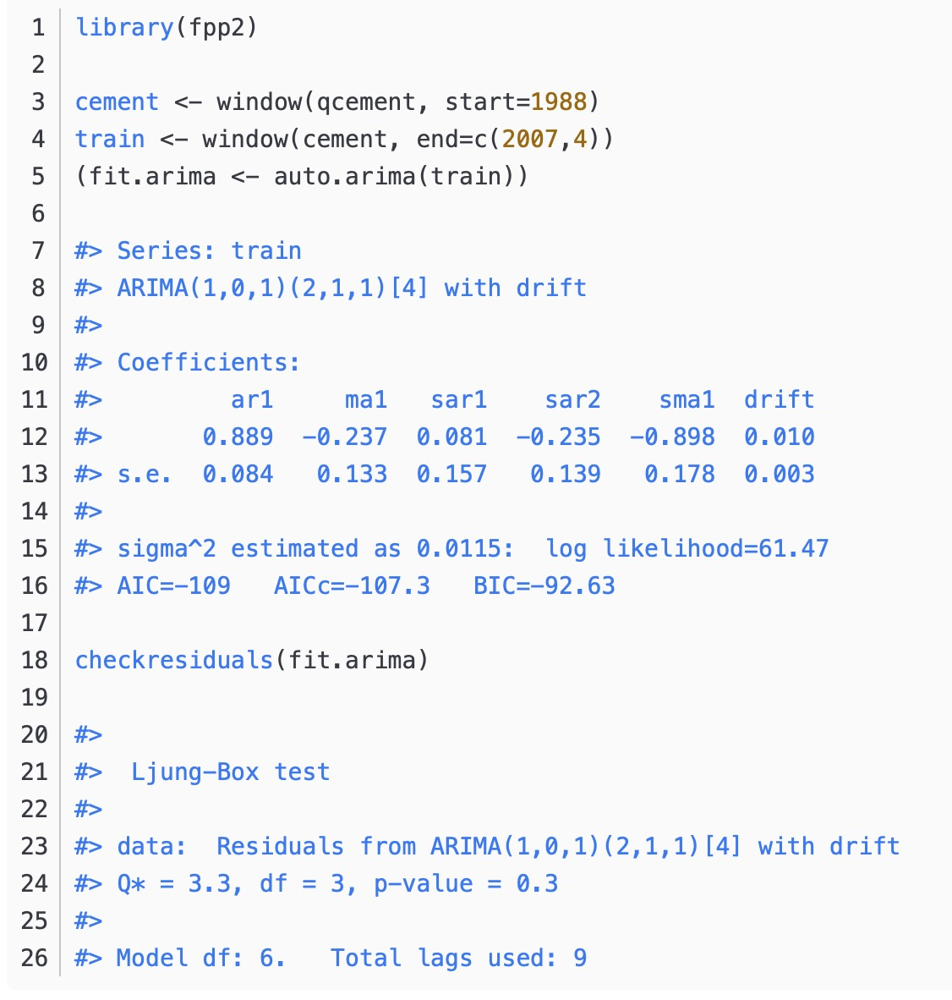 1 library(fpp2)
2
3 cement <- window(qcement, start=1988)
4 train <- window(cement, end=c(2007,4))
5 (fit.arima <- auto.arima(train))
6
7 #> Series: train
8 #> ARIMA(1,0,1)(2,1,1)[4] with drift
9 #>
10 #> Coefficients:
11 #>         ar1     ma1   sar1    sar2    sma1  drift
12 #>       0.889  -0.237  0.081  -0.235  -0.898  0.010
13 #> s.e.  0.084   0.133  0.157   0.139   0.178  0.003
14 #>
15 #> sigma^2 estimated as 0.0115:  log likelihood=61.47
16 #> AIC=-109   AICc=-107.3   BIC=-92.63
17
18 checkresiduals(fit.arima)
19
20 #>
21 #>  Ljung-Box test
22 #>
23 #> data:  Residuals from ARIMA(1,0,1)(2,1,1)[4] with drift
24 #> Q* = 3.3, df = 3, p-value = 0.3
25 #>
26 #> Model df: 6.   Total lags used: 9